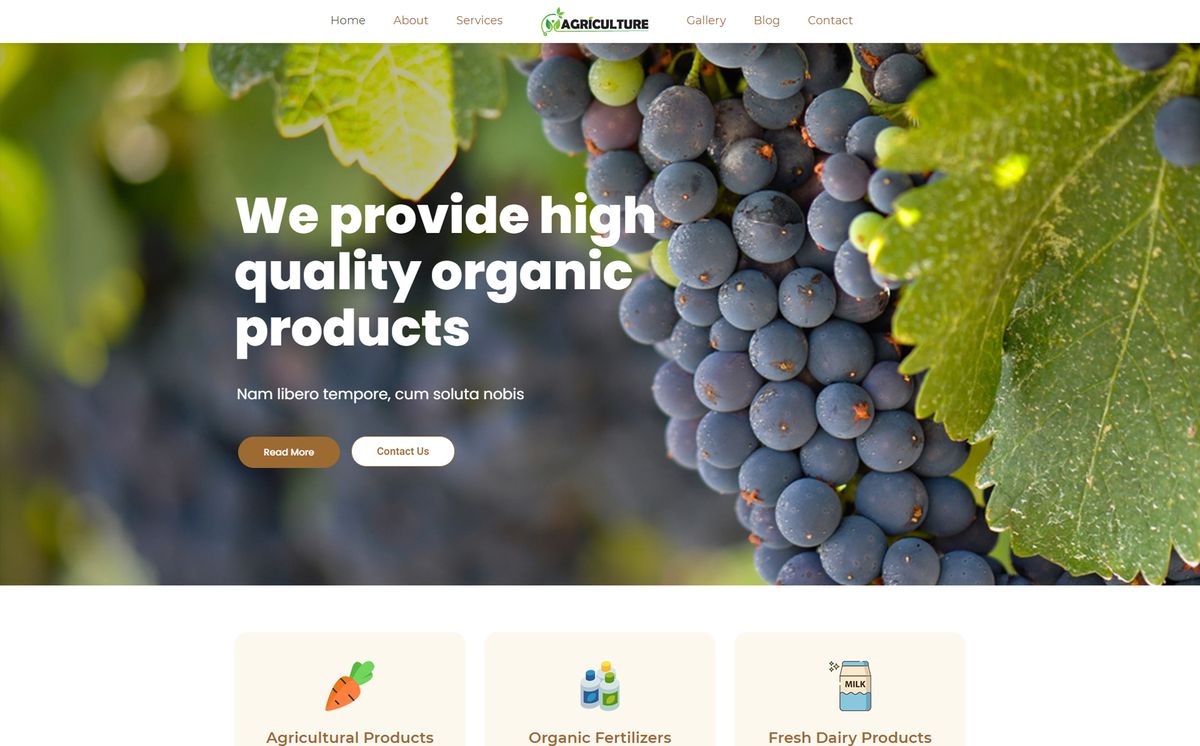 Home About Services AGRICULTURE Gallery Blog Contact
We provide high
quality organic
products
Nam libero tempore, cum soluta nobis
Read More Contact Us
MILK
Agricultural Products Organic Fertilizers Fresh Dairy Products